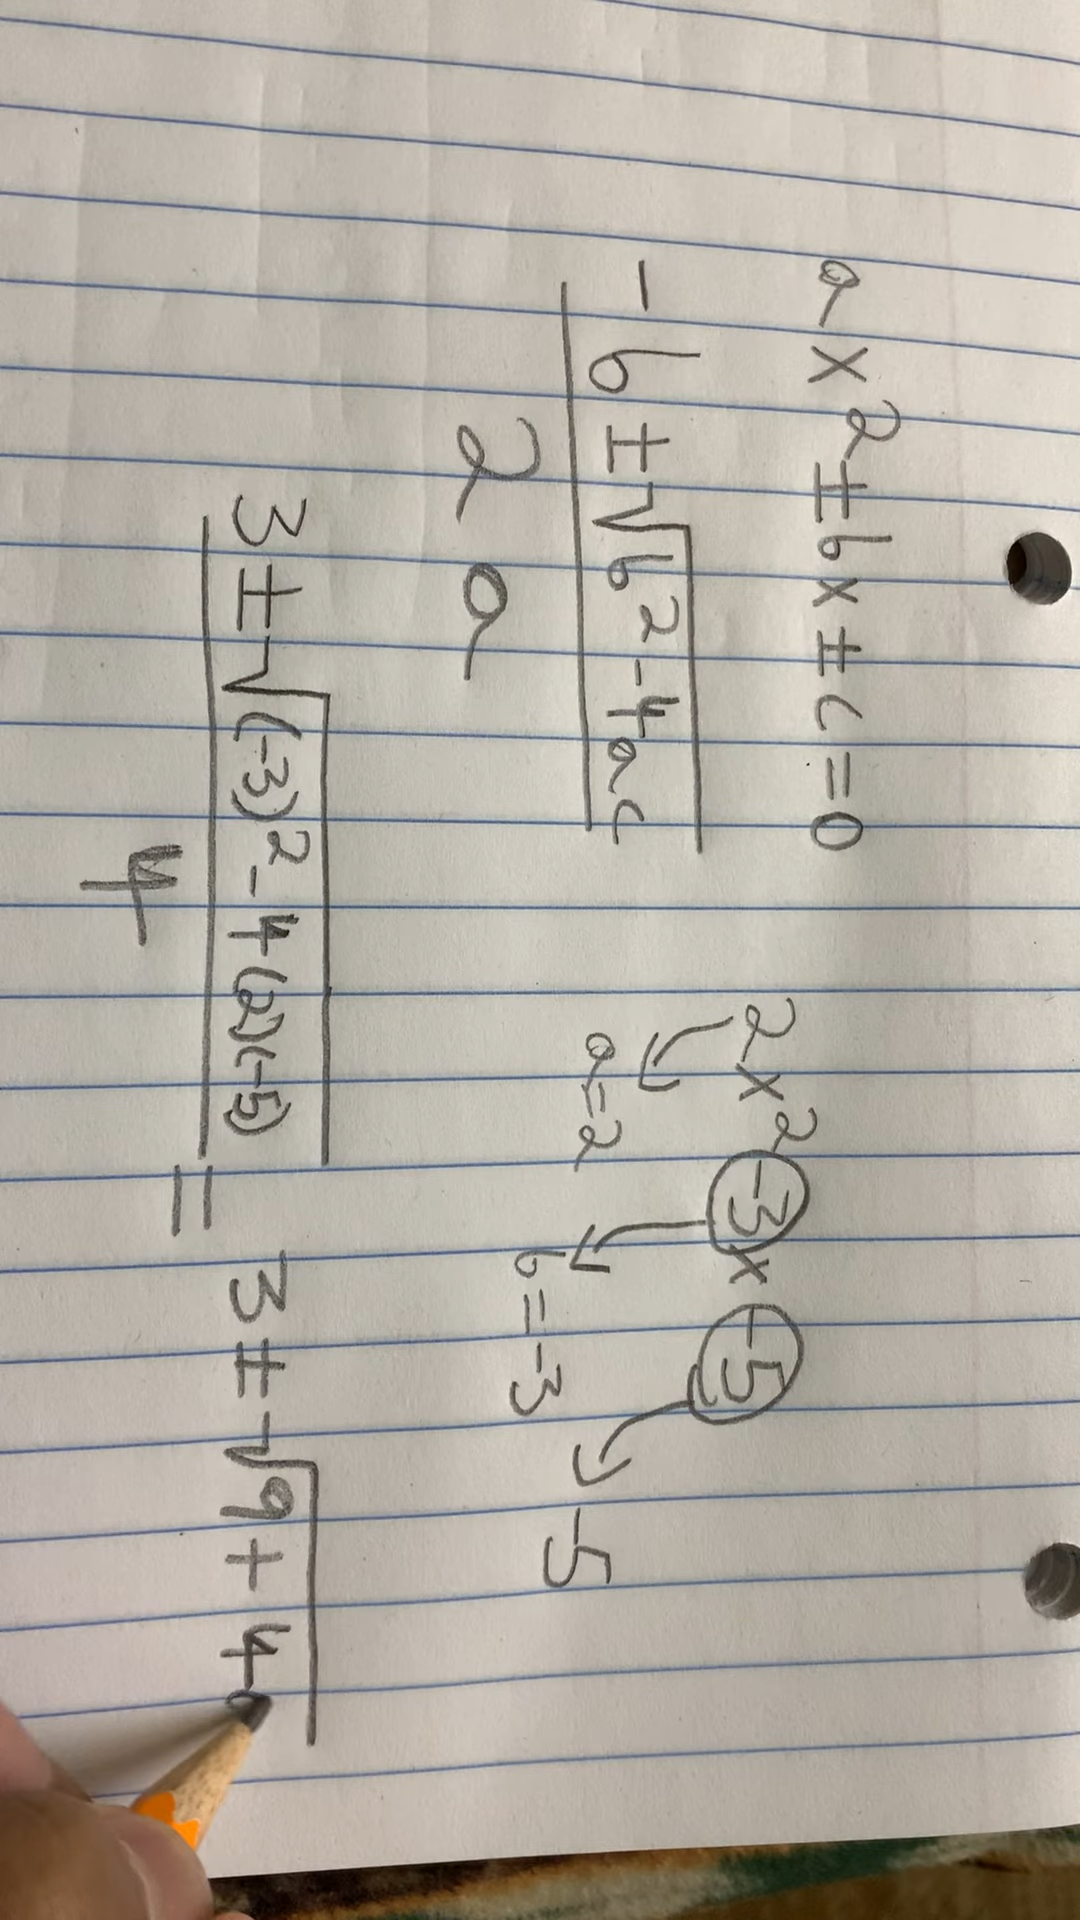 ax² ± bx ± c = 0
-b ± √b² - 4ac
2a
2x² - 3x - 5
a = 2
b = -3
-5
3 ± √(-3)² - 4(2)(-5) = 3 ± √9 + 40
4